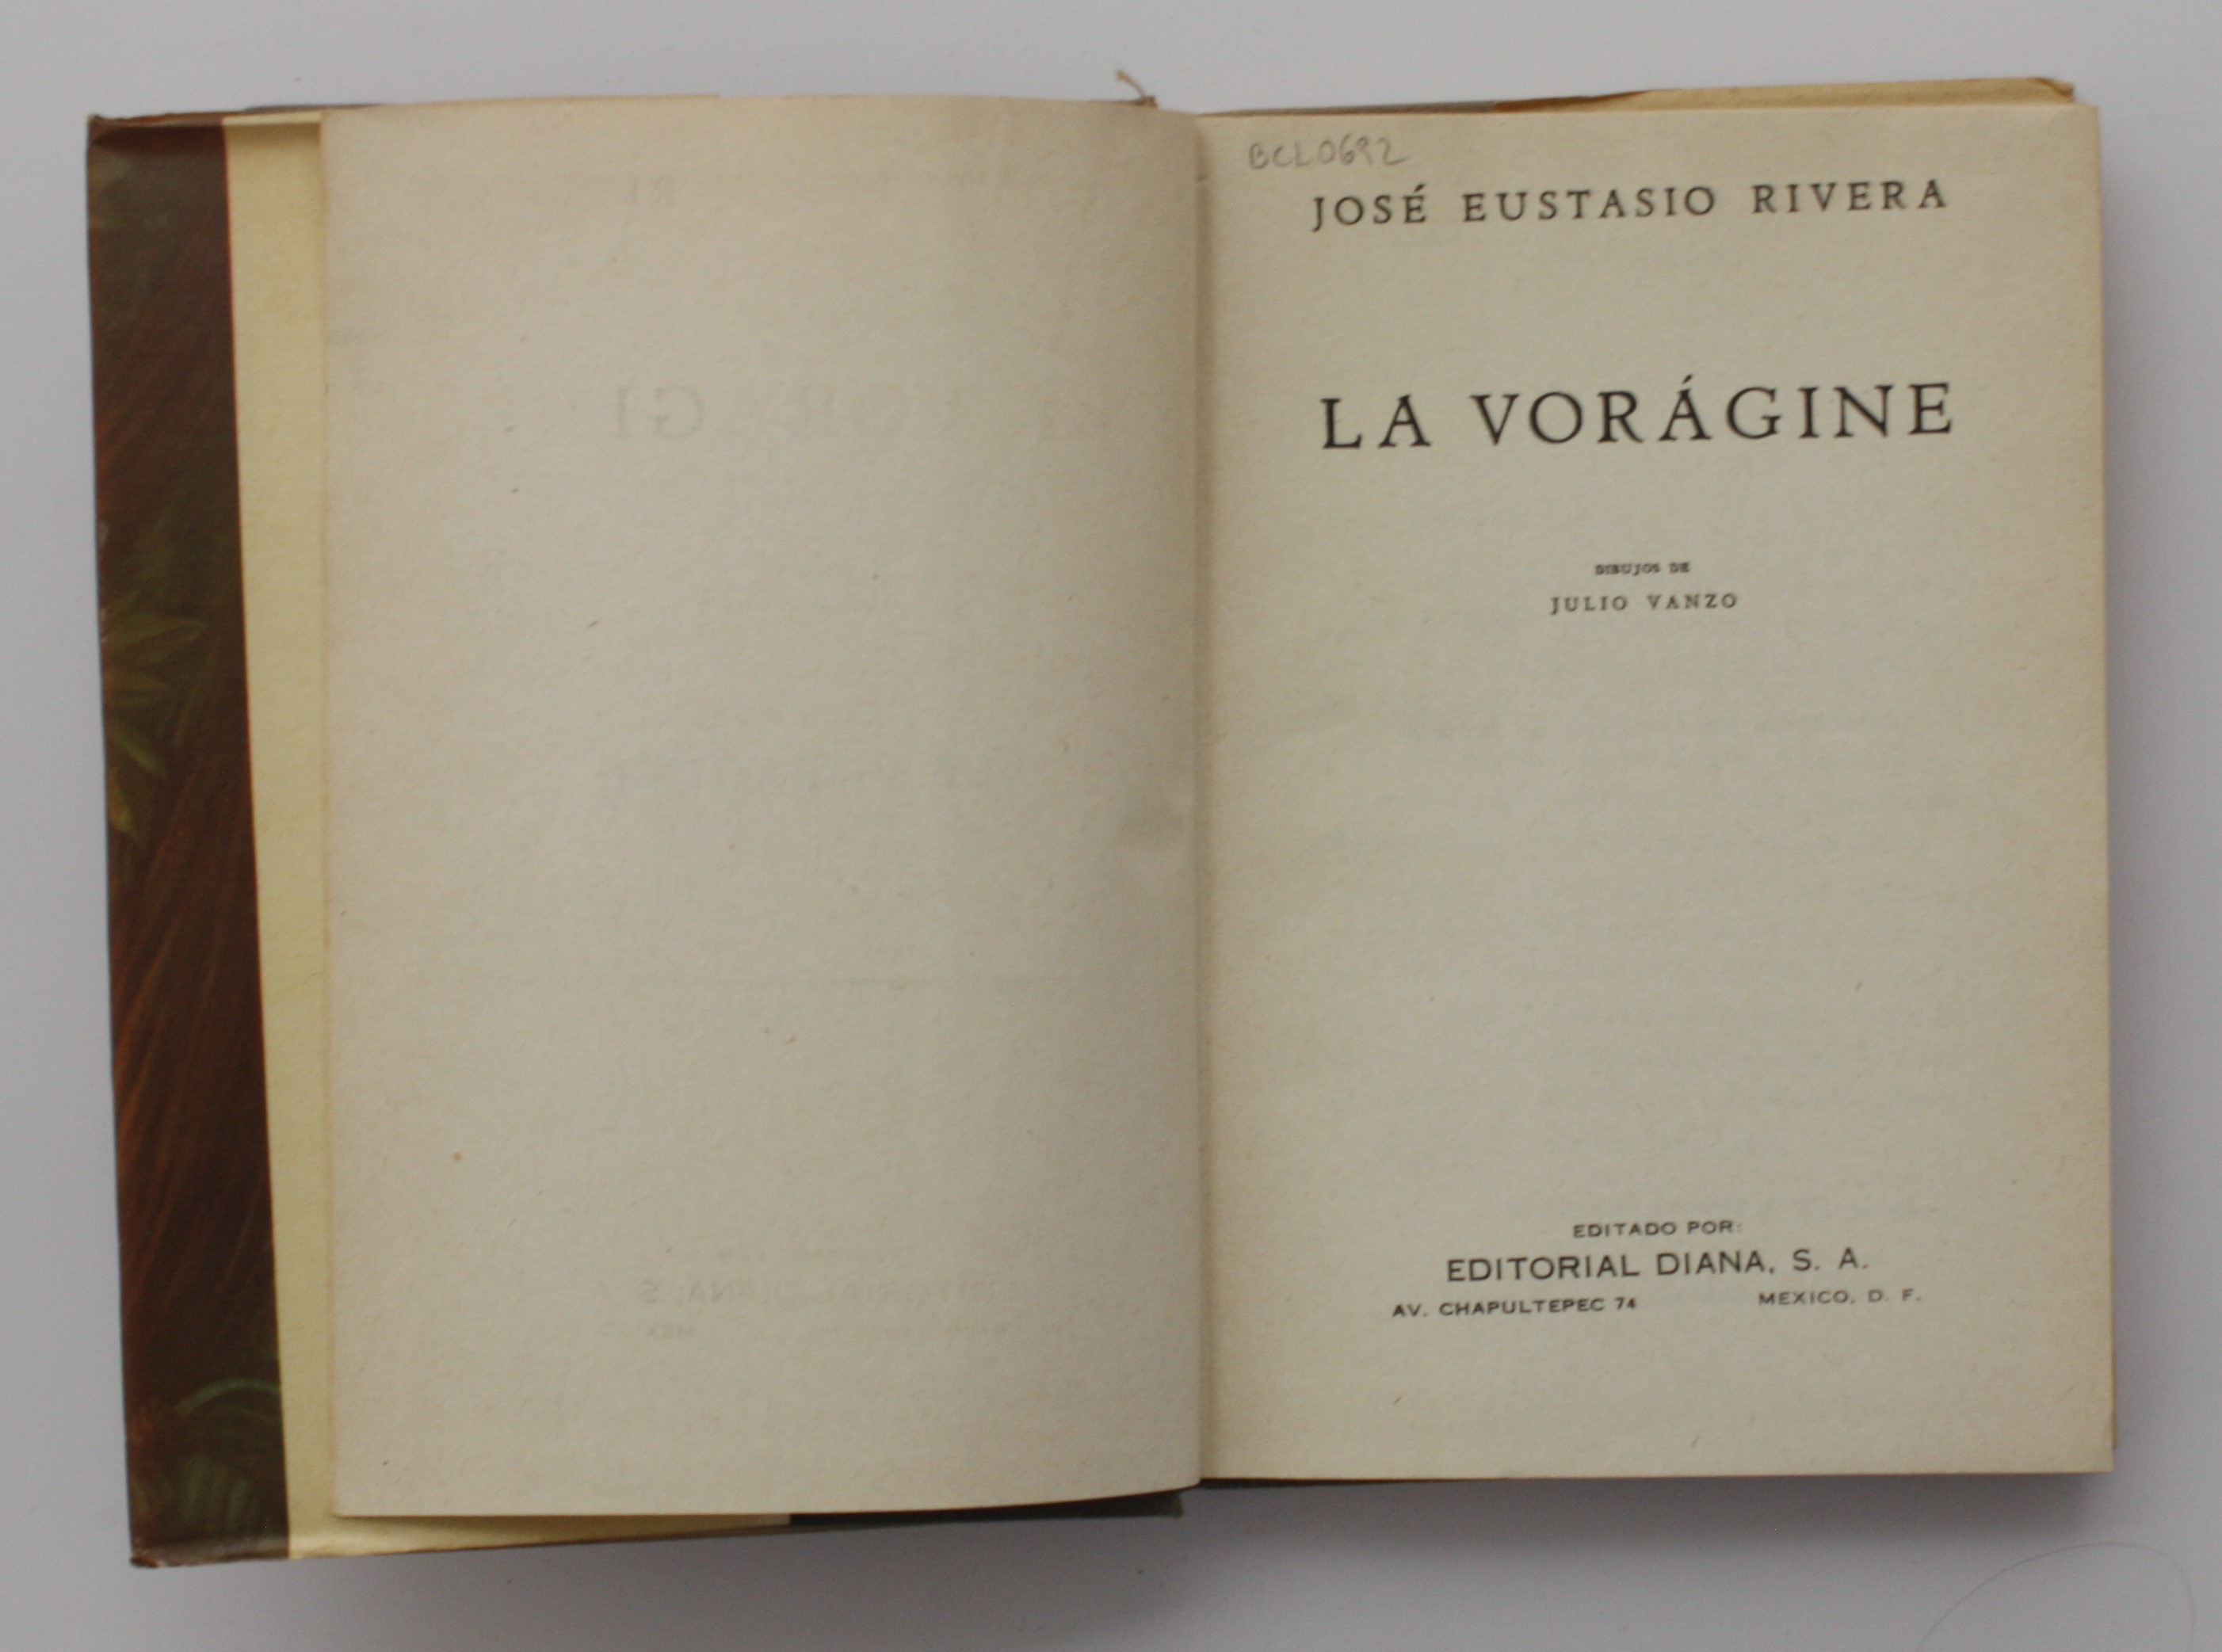 BCL0692
JOSÉ EUSTASIO RIVERA
LA VORÁGINE
DIBUJOS DE
JULIO VANZO
EDITADO POR:
EDITORIAL DIANA, S. A.
AV. CHAPULTEPEC 74 MEXICO, D. F.